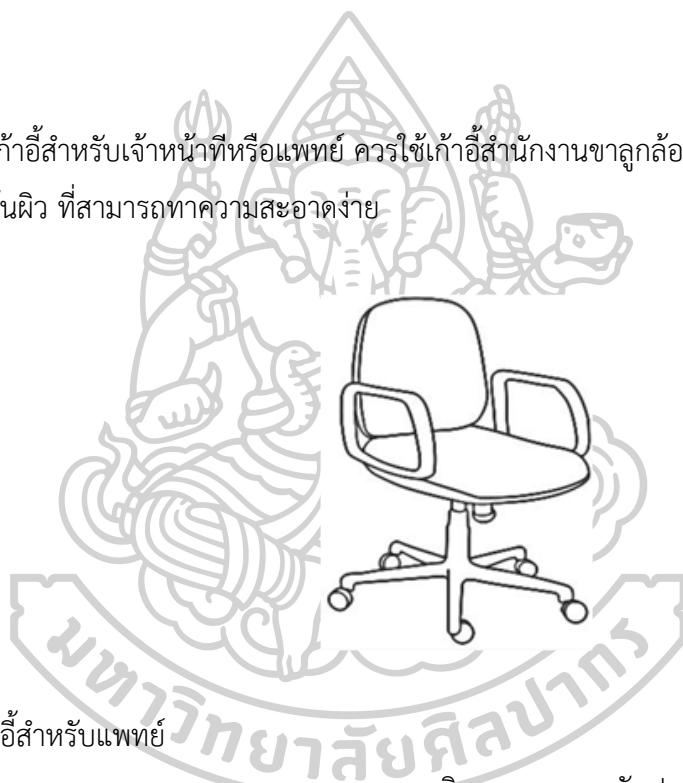 ก้าอี้สำหรับเจ้าหน้าทีหรือแพทย์ ควรใช้เก้าอี้สำนักงานขาลูกล้อ
นผิว ที่สามารถทาความสะอาดง่าย
มหาวิทยาลัยศิลปากร
อี้สำหรับแพทย์